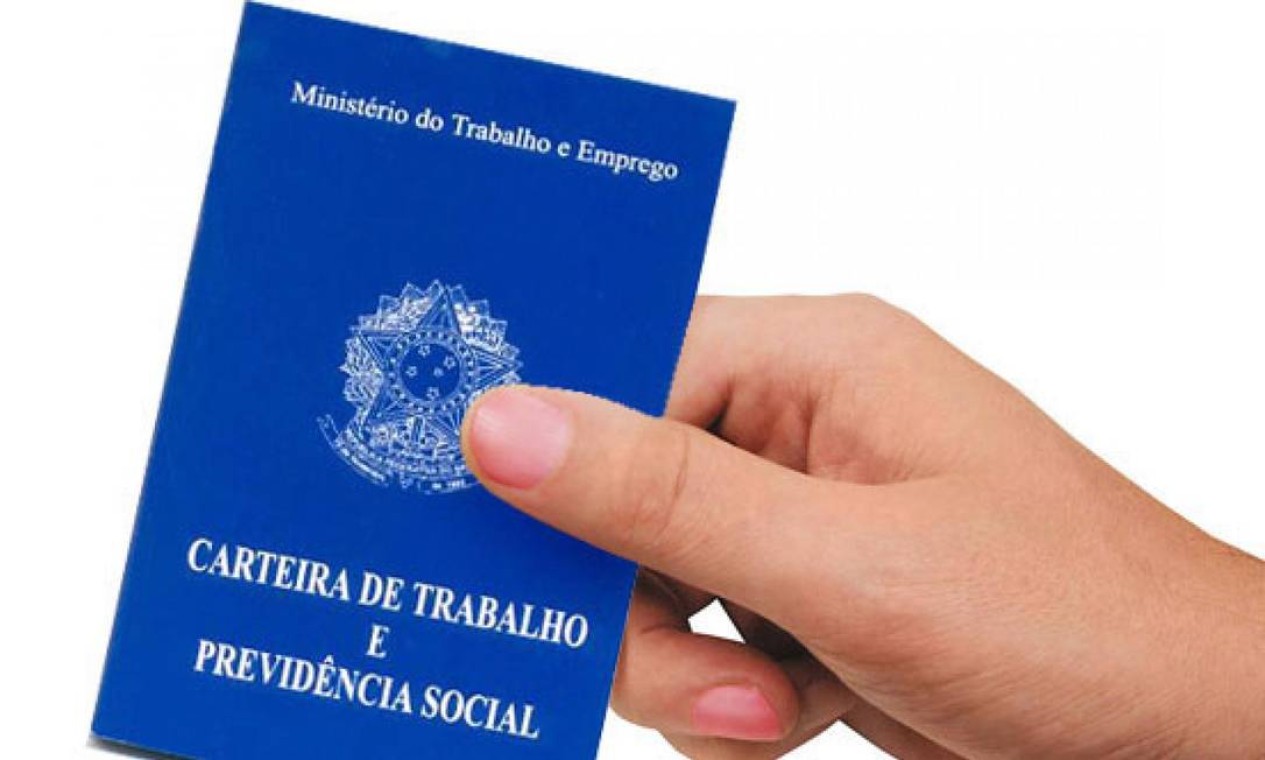 Ministério do Trabalho e Emprego
CARTEIRA DE TRABALHO
E
PREVIDÊNCIA SOCIAL